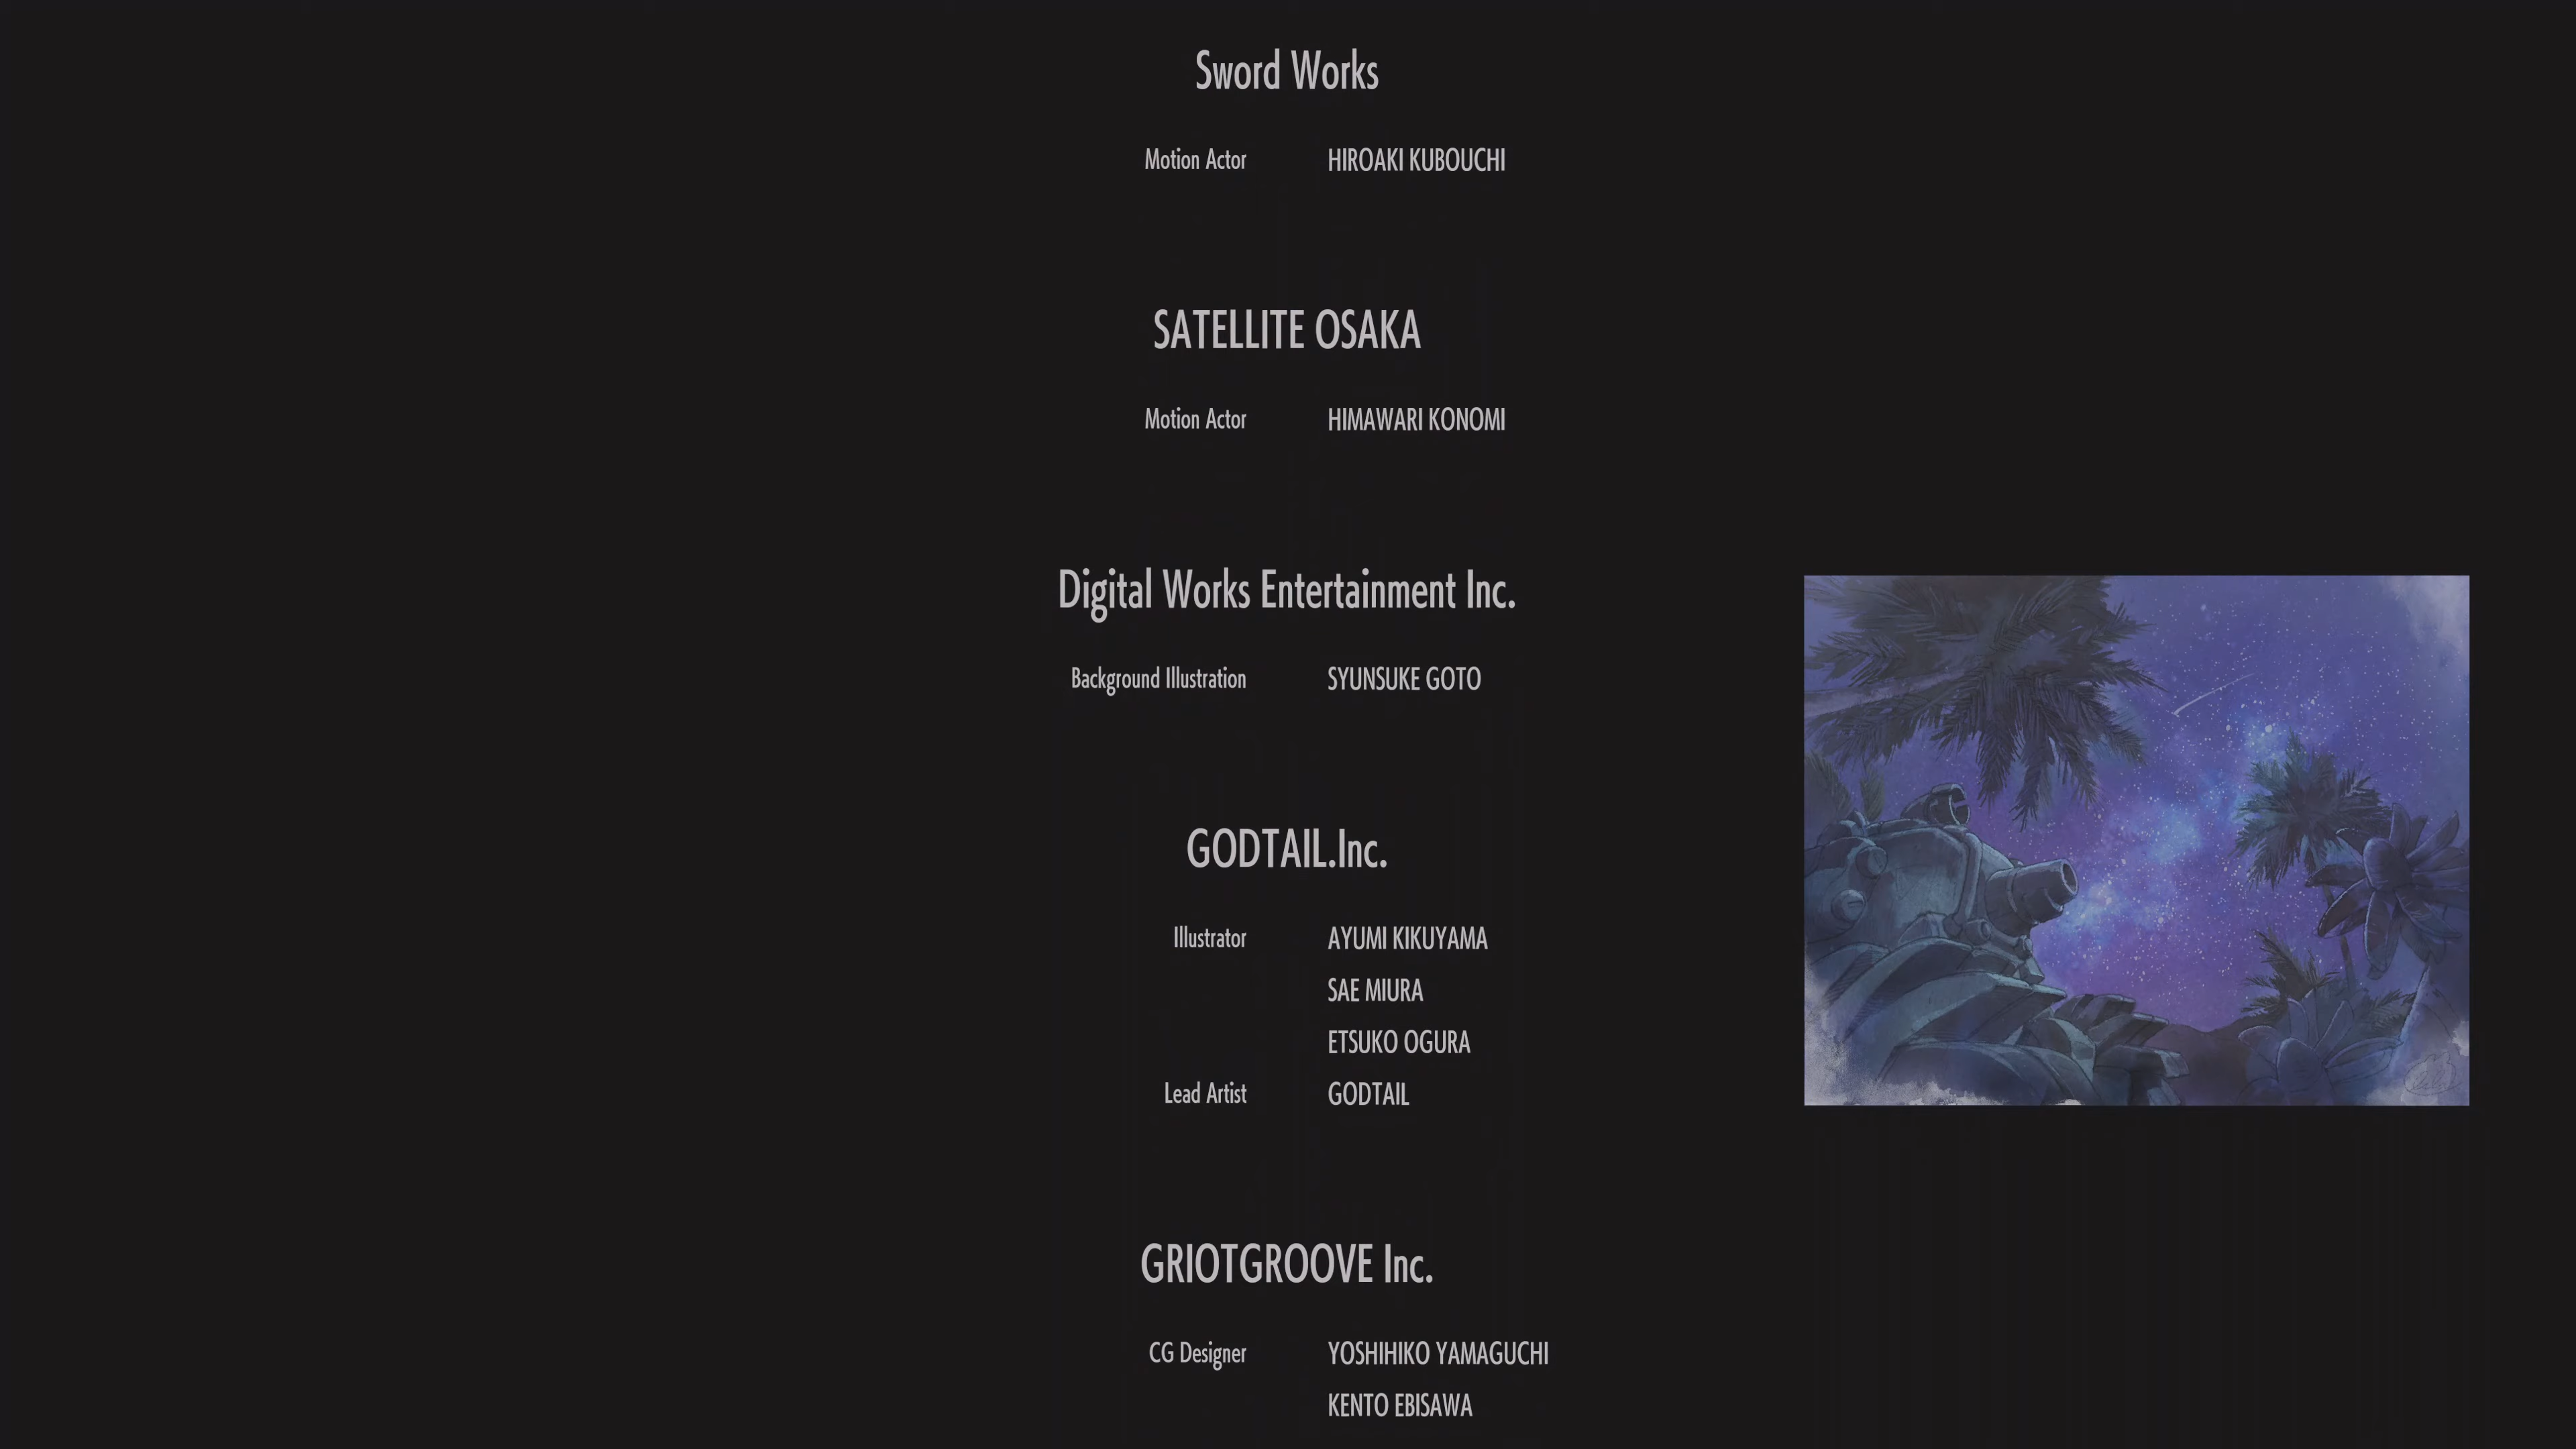 Sword Works
Motion Actor HIROAKI KUBOUCHI
SATELLITE OSAKA
Motion Actor HIMAWARI KONOMI
Digital Works Entertainment Inc.
Background Illustration SYUNSUKE GOTO
GODTAIL.Inc.
Illustrator AYUMI KIKUYAMA
SAE MIURA
ETSUKO OGURA
Lead Artist GODTAIL
GRIOTGROOVE Inc.
CG Designer YOSHIHIKO YAMAGUCHI
KENTO EBISAWA